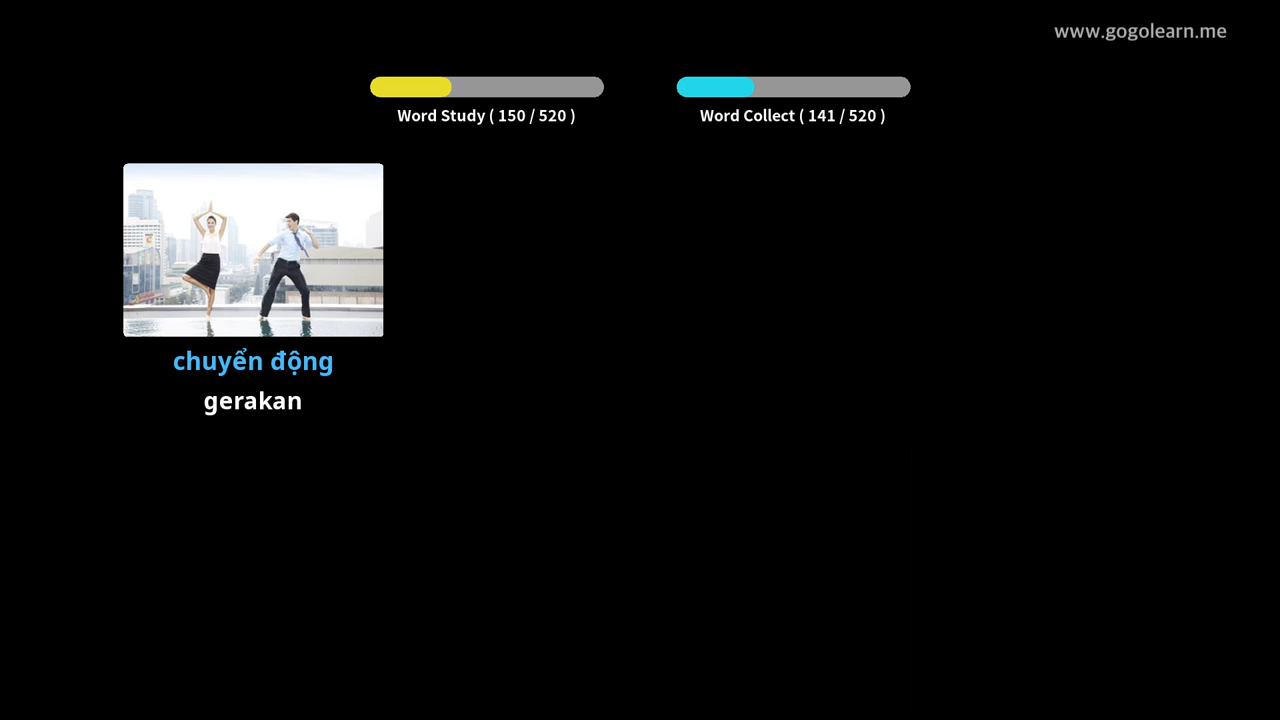 www.gogolearn.me
Word Study ( 150 / 520 )
Word Collect ( 141 / 520 )
chuyển động
gerakan